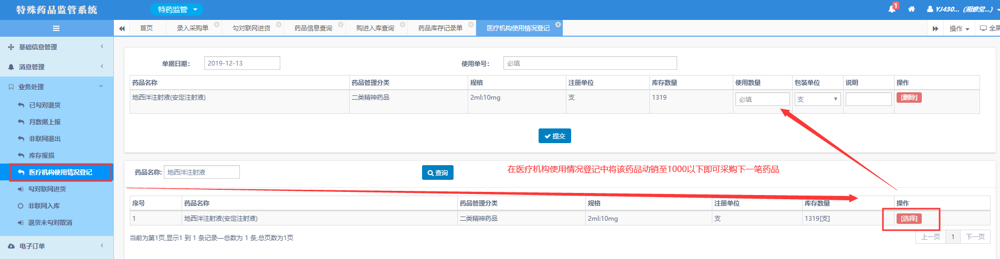 特殊药品监管系统
特药监管
1
YJ430... (湘雅常...)
首页
录入采购单
勾对联网进货
药品信息查询
购进入库查询
药品库存记录单
医疗机构使用情况登记
操作
全屏
基础信息管理
消息管理
业务处理
已勾对退货
月数据上报
非联网退出
库存报损
医疗机构使用情况登记
勾对联网进货
非联网入库
退货未勾对取消
电子订单
单据日期: 2019-12-13 使用单号: 必填
药品名称 药品管理分类 规格 注册单位 库存数量 使用数量 包装单位 说明 操作
地西泮注射液(安定注射液) 二类精神药品 2ml:10mg 支 1319 必填 支 [删除]
提交
药品名称: 地西泮注射液 查询
在医疗机构使用情况登记中将该药品动销至1000以下即可采购下一笔药品
序号 药品名称 药品管理分类 规格 注册单位 库存数量 操作
1 地西泮注射液(安定注射液) 二类精神药品 2ml:10mg 支 1319[支] [选择]
当前为第1页,显示1 到 1 条记录—总数为 1 条,总页数为1页
上一页 1 下一页